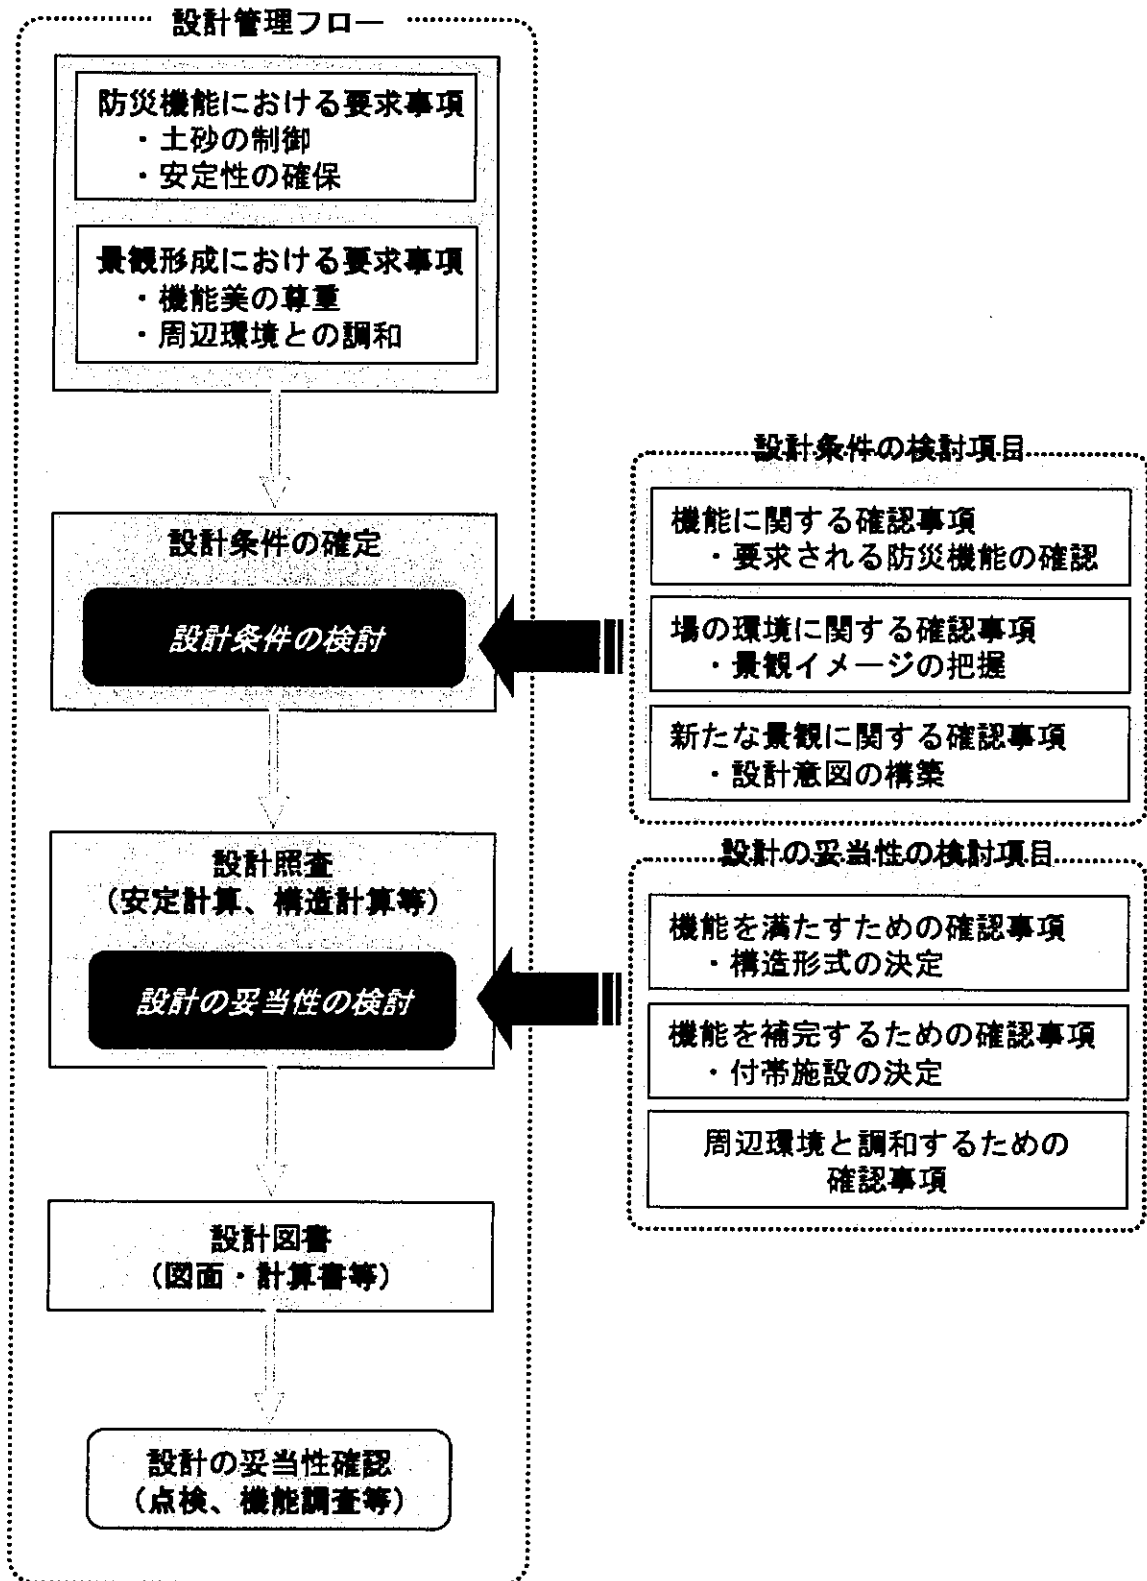 設計管理フロー
防災機能における要求事項
・土砂の制御
・安定性の確保
景観形成における要求事項
・機能美の尊重
・周辺環境との調和
設計条件の確定
設計条件の検討
設計照査
（安定計算、構造計算等）
設計の妥当性の検討
設計図書
（図面・計算書等）
設計の妥当性確認
（点検、機能調査等）
設計条件の検討項目
機能に関する確認事項
・要求される防災機能の確認
場の環境に関する確認事項
・景観イメージの把握
新たな景観に関する確認事項
・設計意図の構築
設計の妥当性の検討項目
機能を満たすための確認事項
・構造形式の決定
機能を補完するための確認事項
・付帯施設の決定
周辺環境と調和するための
確認事項